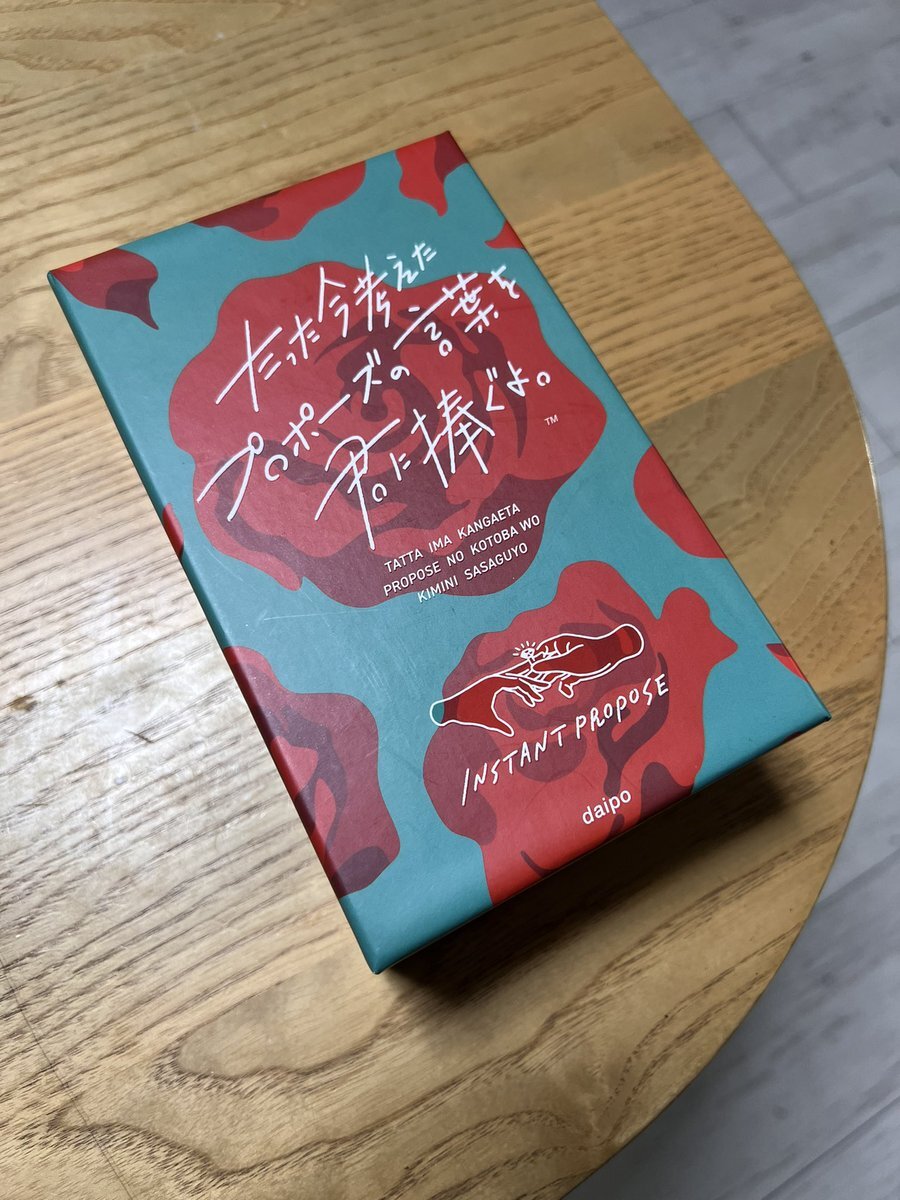 たった今考えた
プロポーズの言葉を
君に捧ぐよ。
TM
TATTA IMA KANGAETA
PROPOSE NO KOTOBA WO
KIMINI SASAGUYO
INSTANT PROPOSE
daipo